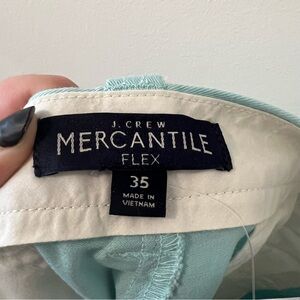 J.CREW
MERCANTILE
FLEX
35
MADE IN
VIETNAM